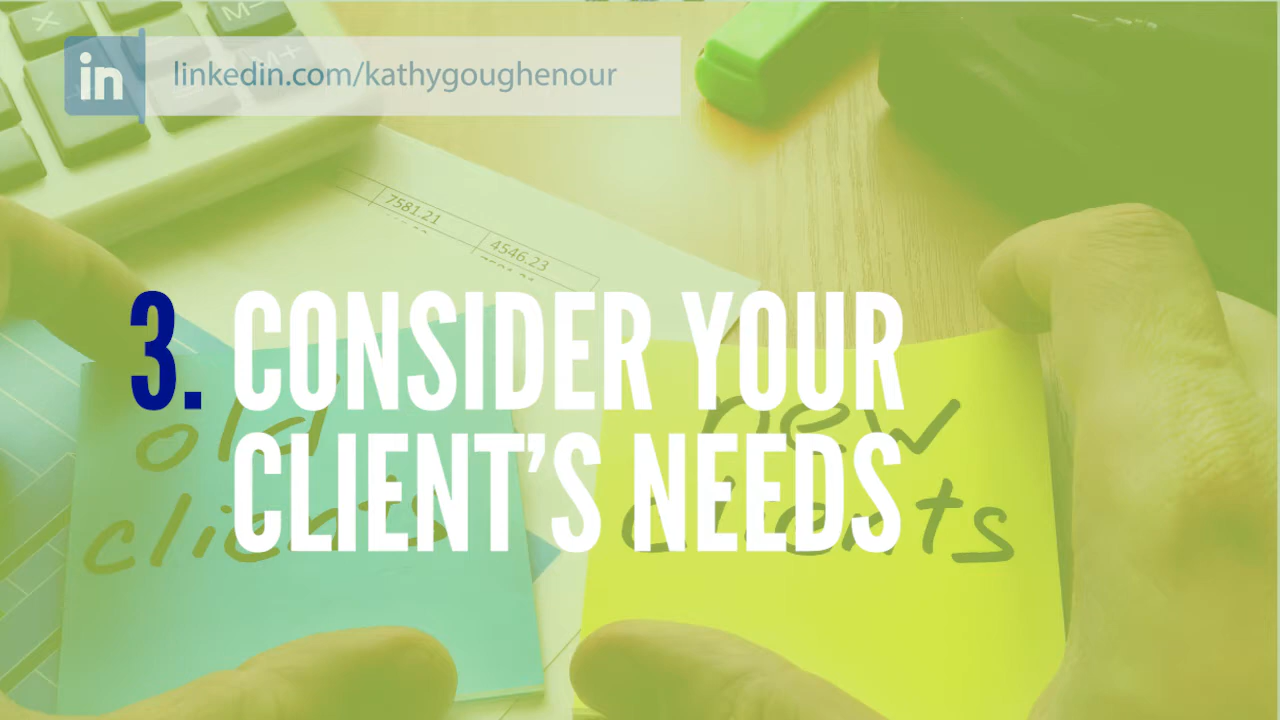 M−
×
M+
in
linkedin.com/kathygoughenour
7581.21
4546.23
3. CONSIDER YOUR
CLIENT'S NEEDS
old
clients
new
clients